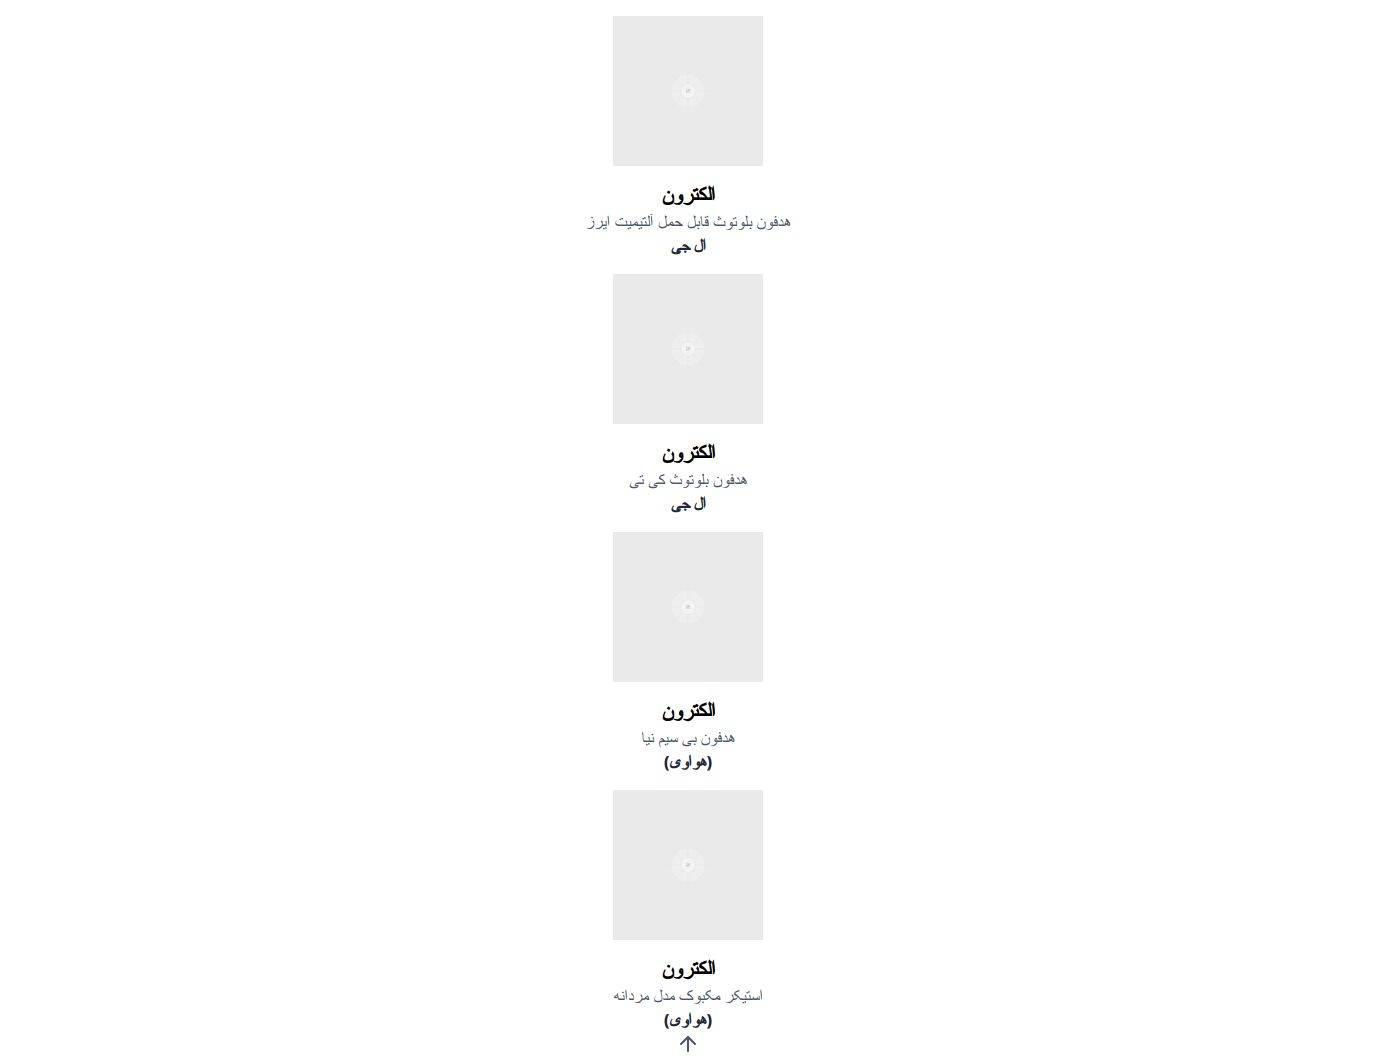 الکترون
هدفون بلوتوث قابل حمل آلتیمیت ایرز
ال جی
الکترون
هدفون بلوتوث کی تی
ال جی
الکترون
هدفون بی سیم نیا
(هواوی)
الکترون
استیکر مکبوک مدل مردانه
(هواوی)